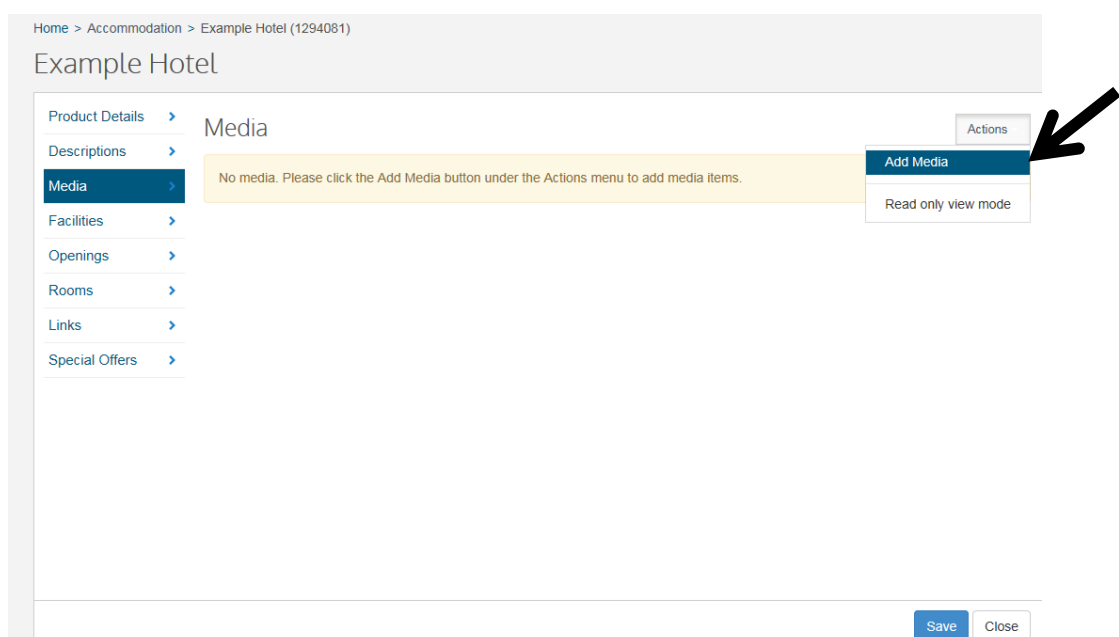 Home > Accommodation > Example Hotel (1294081)
Example Hotel
Product Details
Descriptions
Media
Facilities
Openings
Rooms
Links
Special Offers
Media
Actions
Add Media
Read only view mode
No media. Please click the Add Media button under the Actions menu to add media items.
Save Close